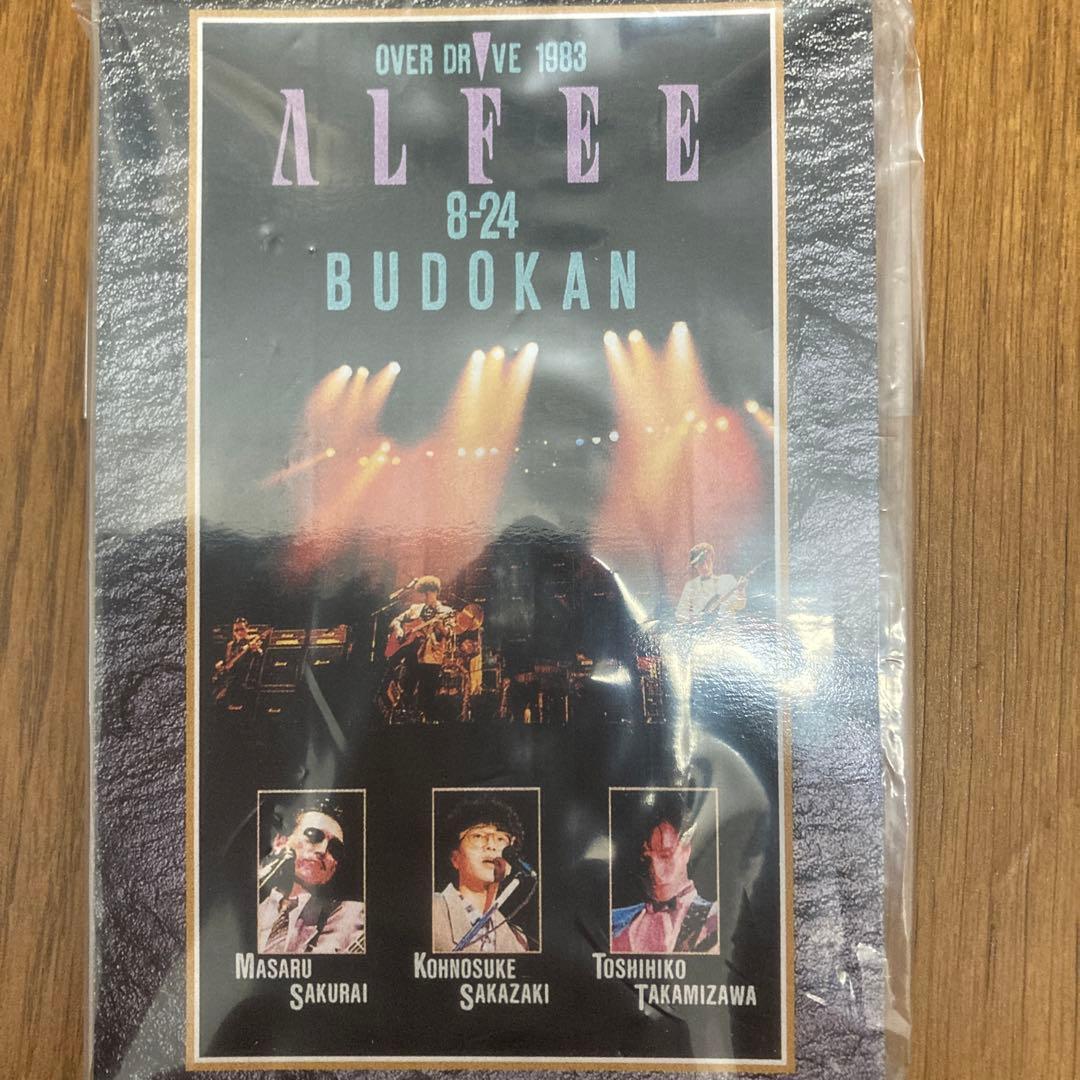 OVER DRIVE 1983
ALFEE
8-24
BUDOKAN
MASARU
SAKURAI
KOHNOSUKE
SAKAZAKI
TOSHIHIKO
TAKAMIZAWA